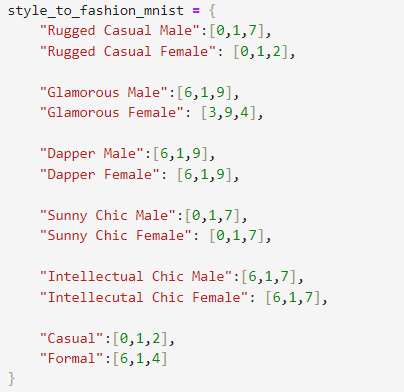 style_to_fashion_mnist = {
"Rugged Casual Male":[0,1,7],
"Rugged Casual Female": [0,1,2],
"Glamorous Male":[6,1,9],
"Glamorous Female": [3,9,4],
"Dapper Male":[6,1,9],
"Dapper Female": [6,1,9],
"Sunny Chic Male":[0,1,7],
"Sunny Chic Female": [0,1,7],
"Intellectual Chic Male":[6,1,7],
"Intellecutal Chic Female": [6,1,7],
"Casual":[0,1,2],
"Formal":[6,1,4]
}